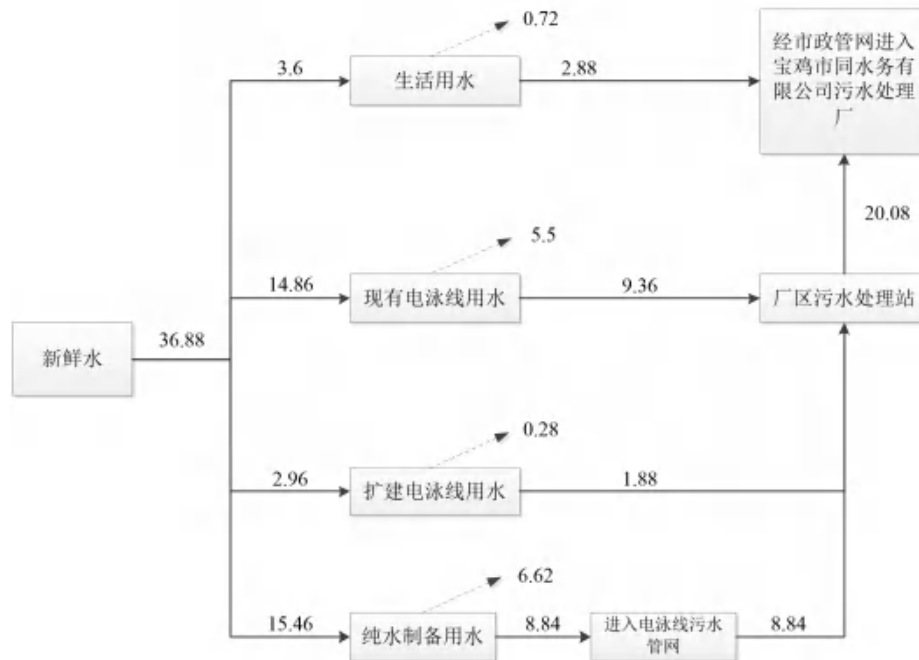 0.72
3.6
生活用水
2.88
经市政管网进入
宝鸡市同水务有
限公司污水处理
厂
20.08
5.5
14.86
现有电泳线用水
9.36
厂区污水处理站
新鲜水
36.88
0.28
2.96
扩建电泳线用水
1.88
6.62
15.46
纯水制备用水
8.84
进入电泳线污水
管网
8.84